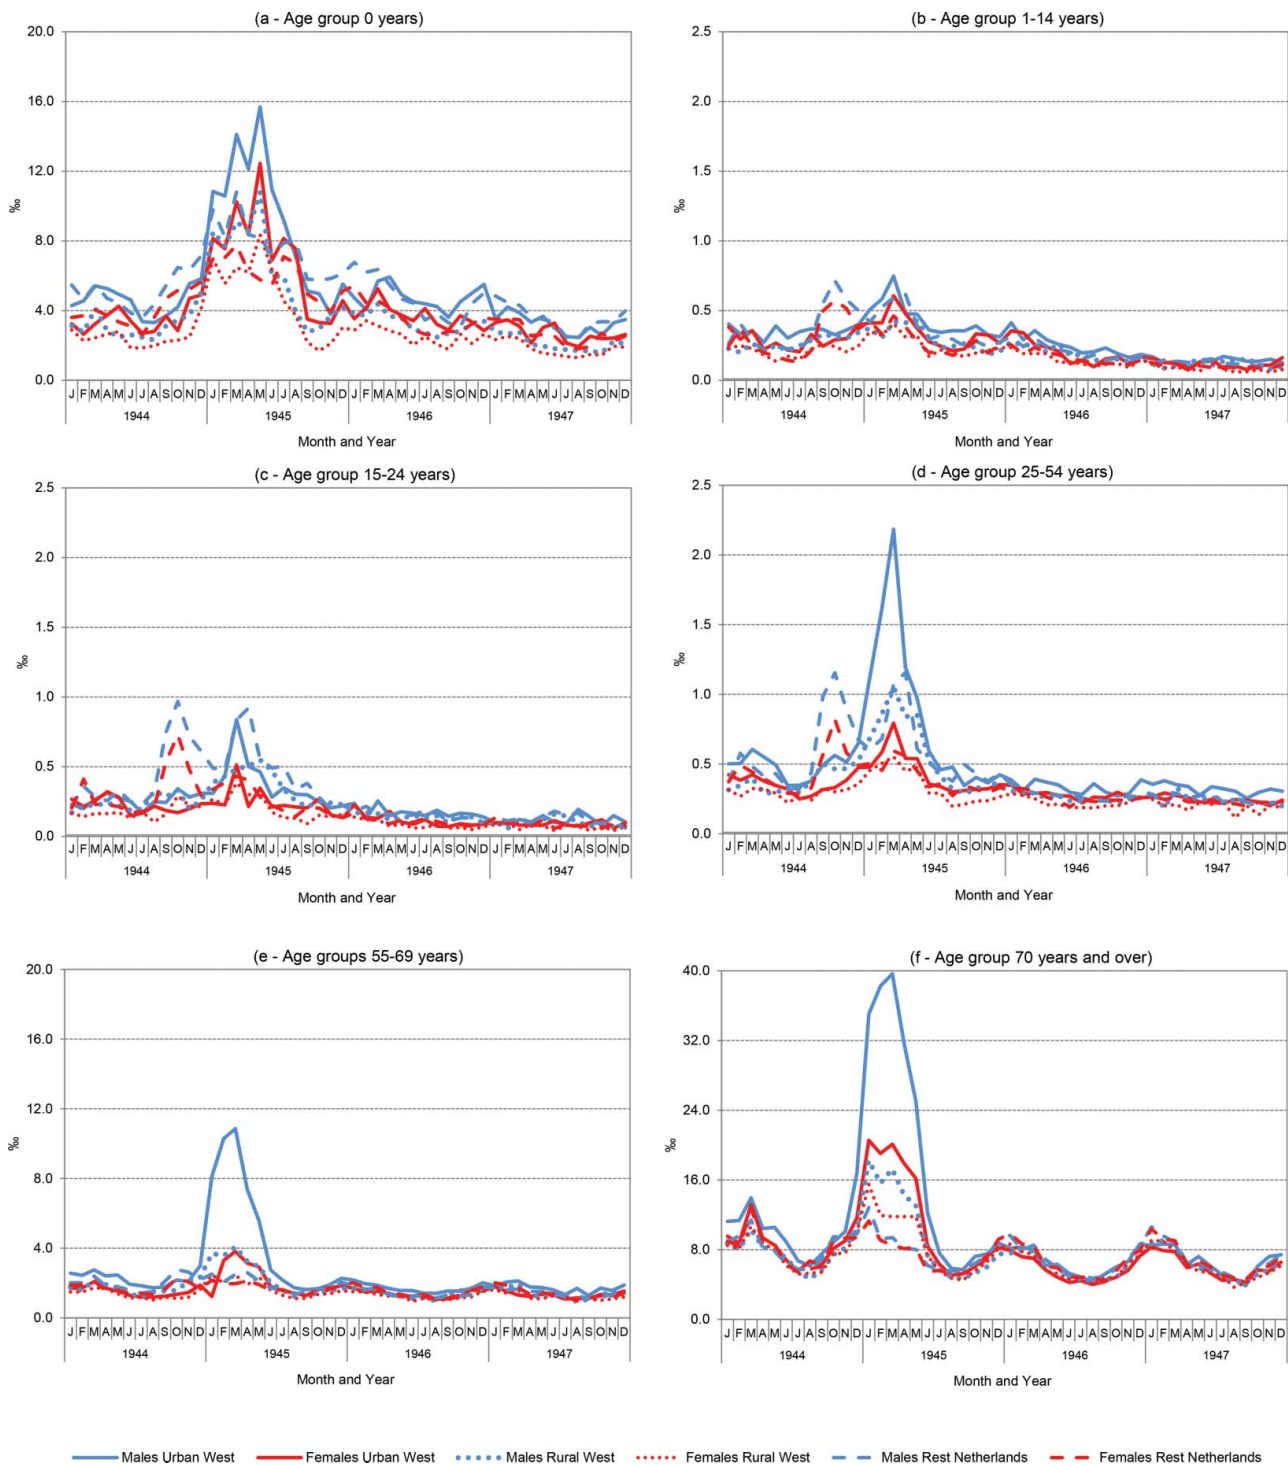 (a - Age group 0 years)
20.0
16.0
12.0
8.0
4.0
0.0
‰
J F M A M J J A S O N D J F M A M J J A S O N D J F M A M J J A S O N D J F M A M J J A S O N D
1944 1945 1946 1947
Month and Year
(b - Age group 1-14 years)
2.5
2.0
1.5
1.0
0.5
0.0
‰
J F M A M J J A S O N D J F M A M J J A S O N D J F M A M J J A S O N D J F M A M J J A S O N D
1944 1945 1946 1947
Month and Year
(c - Age group 15-24 years)
2.5
2.0
1.5
1.0
0.5
0.0
‰
J F M A M J J A S O N D J F M A M J J A S O N D J F M A M J J A S O N D J F M A M J J A S O N D
1944 1945 1946 1947
Month and Year
(d - Age group 25-54 years)
2.5
2.0
1.5
1.0
0.5
0.0
‰
J F M A M J J A S O N D J F M A M J J A S O N D J F M A M J J A S O N D J F M A M J J A S O N D
1944 1945 1946 1947
Month and Year
(e - Age groups 55-69 years)
20.0
16.0
12.0
8.0
4.0
0.0
‰
J F M A M J J A S O N D J F M A M J J A S O N D J F M A M J J A S O N D J F M A M J J A S O N D
1944 1945 1946 1947
Month and Year
(f - Age group 70 years and over)
40.0
32.0
24.0
16.0
8.0
0.0
‰
J F M A M J J A S O N D J F M A M J J A S O N D J F M A M J J A S O N D J F M A M J J A S O N D
1944 1945 1946 1947
Month and Year
Males Urban West Females Urban West Males Rural West Females Rural West Males Rest Netherlands Females Rest Netherlands